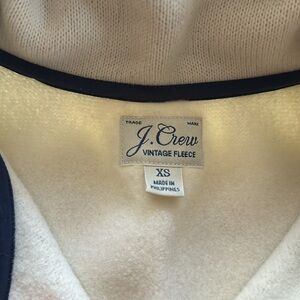 TRADE MARK
J.Crew
VINTAGE FLEECE
XS
MADE IN
PHILIPPINES